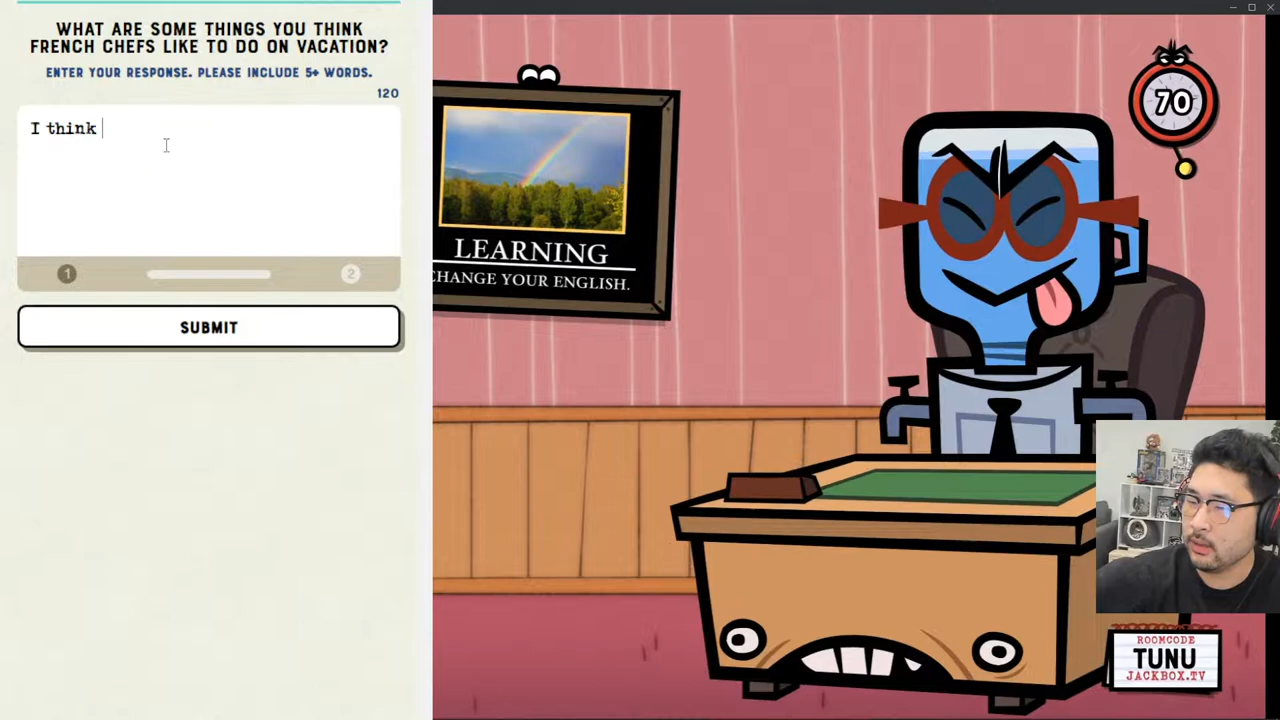 WHAT ARE SOME THINGS YOU THINK
FRENCH CHEFS LIKE TO DO ON VACATION?
ENTER YOUR RESPONSE. PLEASE INCLUDE 5+ WORDS.
120
I think
1
2
SUBMIT
LEARNING
CHANGE YOUR ENGLISH.
70
ROOMCODE
TUNU
JACKBOX.TV